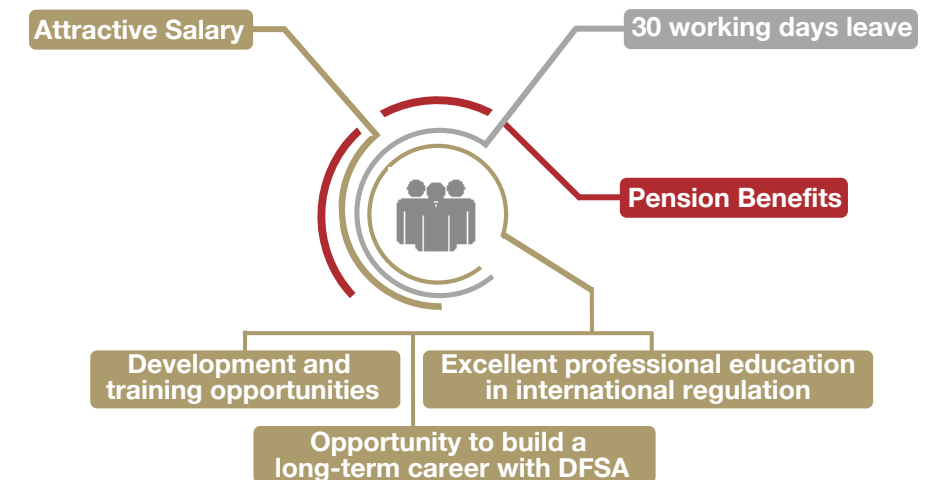 Attractive Salary
30 working days leave
Pension Benefits
Development and
training opportunities
Excellent professional education
in international regulation
Opportunity to build a
long-term career with DFSA